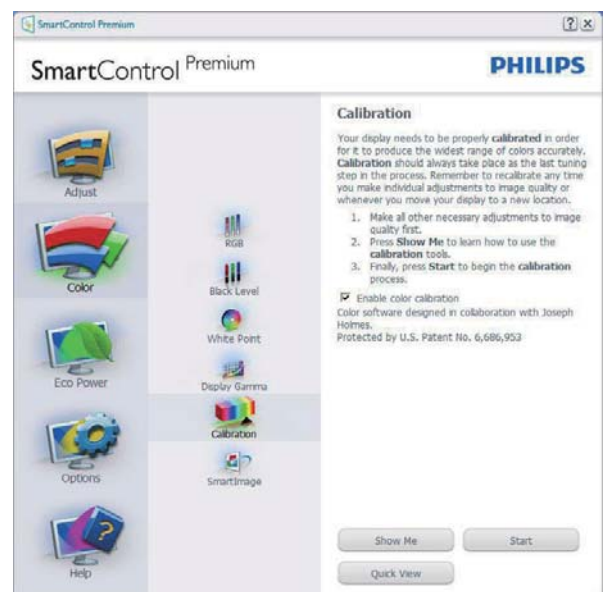 SmartControl Premium
SmartControl Premium
PHILIPS
Adjust
Color
Eco Power
Options
Help
RGB
Black Level
White Point
Display Gamma
Calibration
SmartImage
Calibration
Your display needs to be properly calibrated in order
for it to produce the widest range of colors accurately.
Calibration should always take place as the last tuning
step in the process. Remember to recalibrate any time
you make individual adjustments to image quality or
whenever you move your display to a new location.
1. Make all other necessary adjustments to image
quality first.
2. Press Show Me to learn how to use the
calibration tools.
3. Finally, press Start to begin the calibration
process.
Enable color calibration
Color software designed in collaboration with Joseph
Holmes.
Protected by U.S. Patent No. 6,686,953
Show Me
Start
Quick View